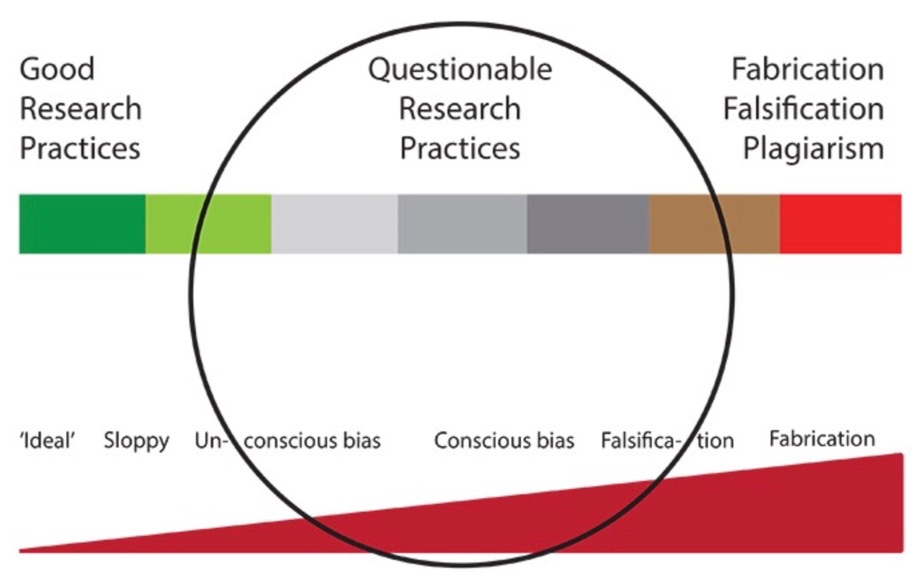 Good
Research
Practices
Questionable
Research
Practices
Fabrication
Falsification
Plagiarism
'Ideal' Sloppy Un- conscious bias Conscious bias Falsifica- tion Fabrication